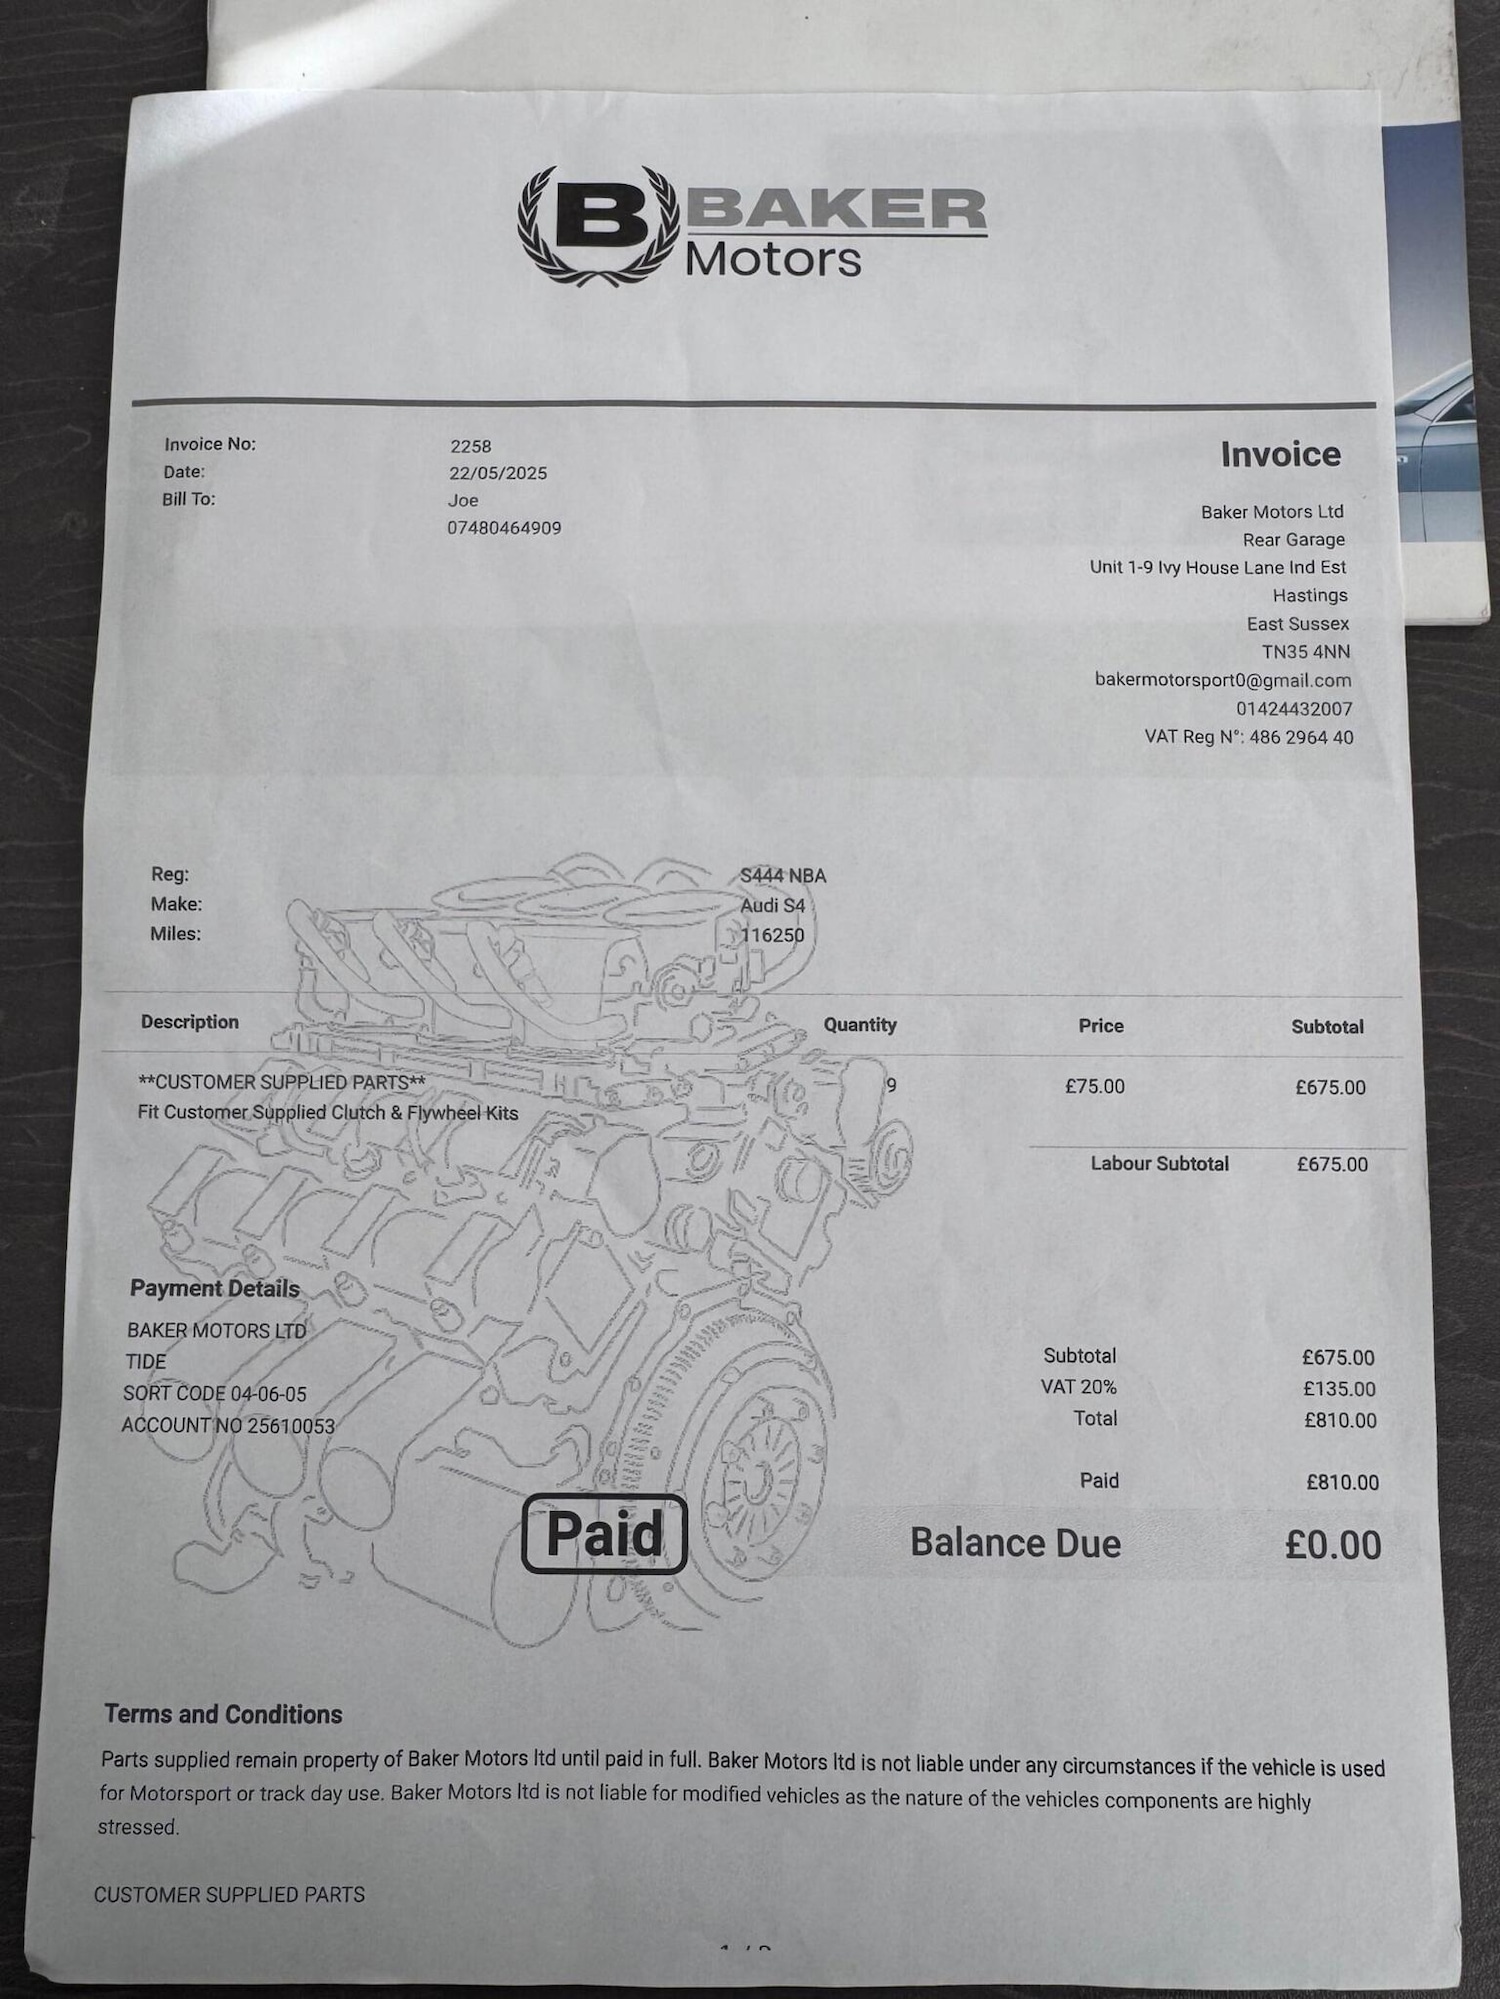 B BAKER
Motors
Invoice No: 2258
Date: 22/05/2025
Bill To: Joe
07480464909
Invoice
Baker Motors Ltd
Rear Garage
Unit 1-9 Ivy House Lane Ind Est
Hastings
East Sussex
TN35 4NN
bakermotorsport0@gmail.com
01424432007
VAT Reg N°: 486 2964 40
Reg: S444 NBA
Make: Audi S4
Miles: 116250
Description Quantity Price Subtotal
**CUSTOMER SUPPLIED PARTS** 9 £75.00 £675.00
Fit Customer Supplied Clutch & Flywheel Kits
Labour Subtotal £675.00
Payment Details
BAKER MOTORS LTD
TIDE
SORT CODE 04-06-05
ACCOUNT NO 25610053
Subtotal £675.00
VAT 20% £135.00
Total £810.00
Paid £810.00
Paid
Balance Due £0.00
Terms and Conditions
Parts supplied remain property of Baker Motors ltd until paid in full. Baker Motors ltd is not liable under any circumstances if the vehicle is used
for Motorsport or track day use. Baker Motors ltd is not liable for modified vehicles as the nature of the vehicles components are highly
stressed.
CUSTOMER SUPPLIED PARTS